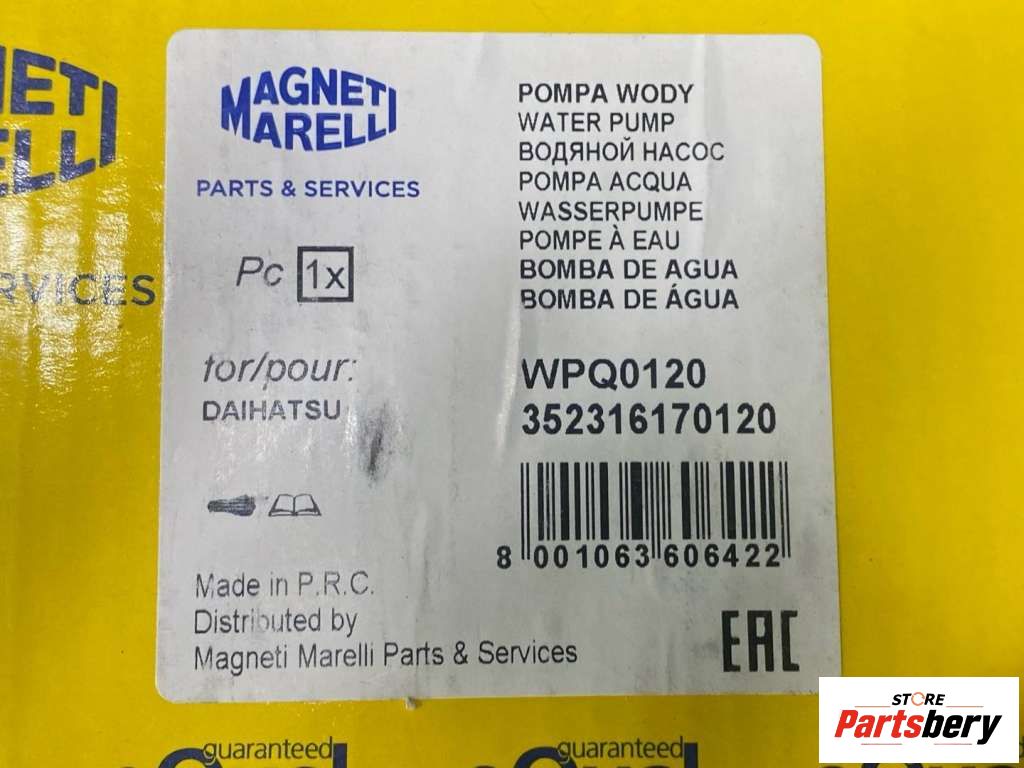 MAGNETI
MARELLI
PARTS & SERVICES
Pc 1x
for/pour:
DAIHATSU
Made in P.R.C.
Distributed by
Magneti Marelli Parts & Services
POMPA WODY
WATER PUMP
ВОДЯНОЙ НАСОС
POMPA ACQUA
WASSERPUMPE
POMPE À EAU
BOMBA DE AGUA
BOMBA DE ÁGUA
WPQ0120
352316170120
8 001063 606422
EAC
guaranteed
guaranteed
STORE
Partsbery